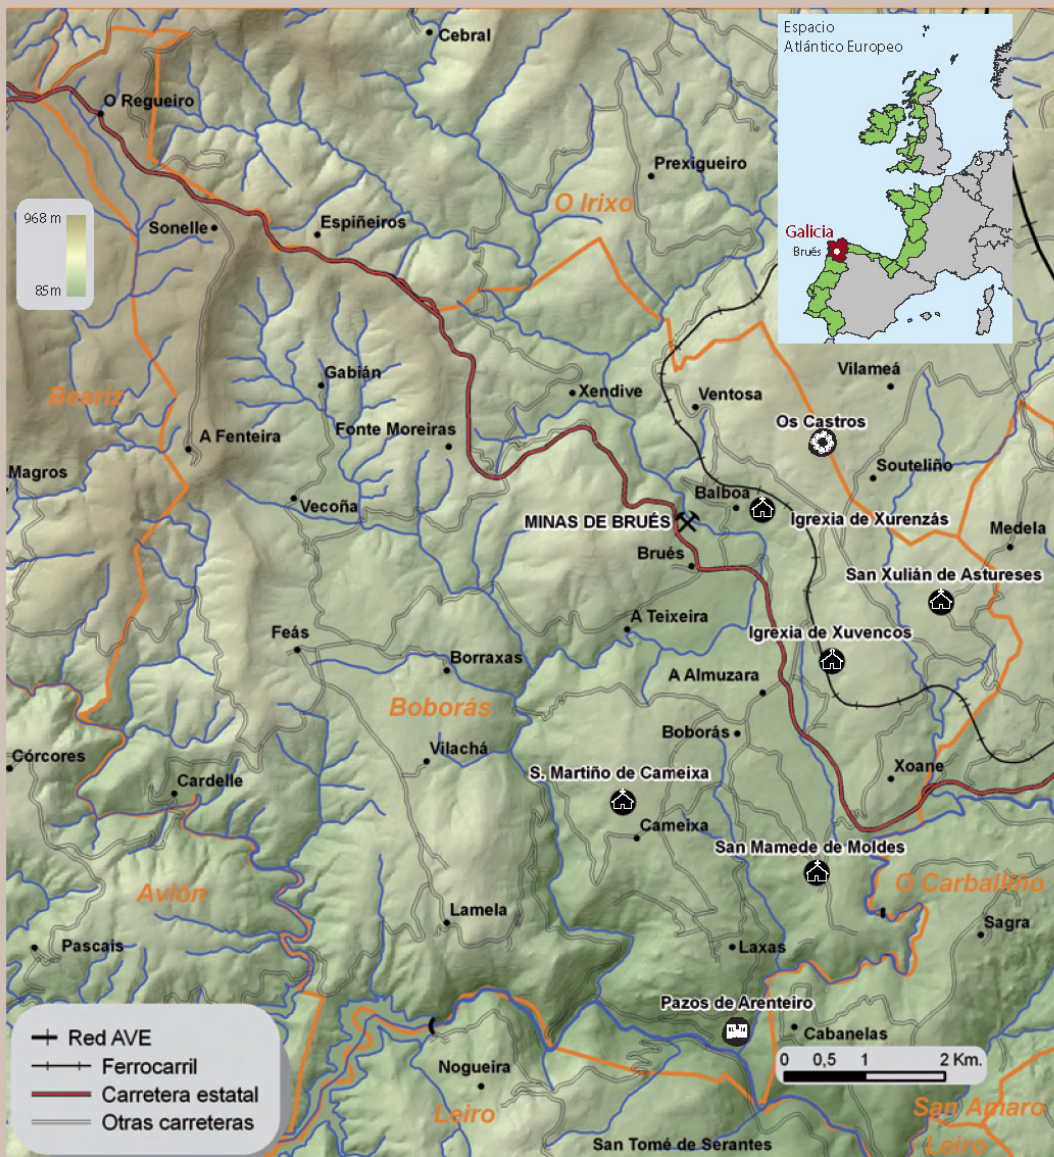 Cebral
Espacio
Atlántico Europeo
O Regueiro
Prexigueiro
O Irixo
968 m
Sonelle
Espiñeiros
Galicia
Brués
85 m
Vilameá
Gabián
Xendive
Ventosa
Beariz
Os Castros
Fonte Moreiras
A Fenteira
Souteliño
Magros
Balboa
Vecoña
MINAS DE BRUÉS
Igrexia de Xurenzás
Medela
Brués
San Xulián de Astureses
A Teixeira
Feás
Igrexia de Xuvencos
Borraxas
A Almuzara
Boborás
Boborás
Vilachá
Córcores
Xoane
S. Martiño de Cameixa
Cardelle
Cameixa
San Mamede de Moldes
O Carballiño
Avión
Lamela
Sagra
Pascais
Laxas
Pazos de Arenteiro
Cabanelas
Red AVE
0 0,5 1 2 Km.
Ferrocarril
Nogueira
Carretera estatal
Leiro
San Amaro
Otras carreteras
San Tomé de Serantes
Leiro